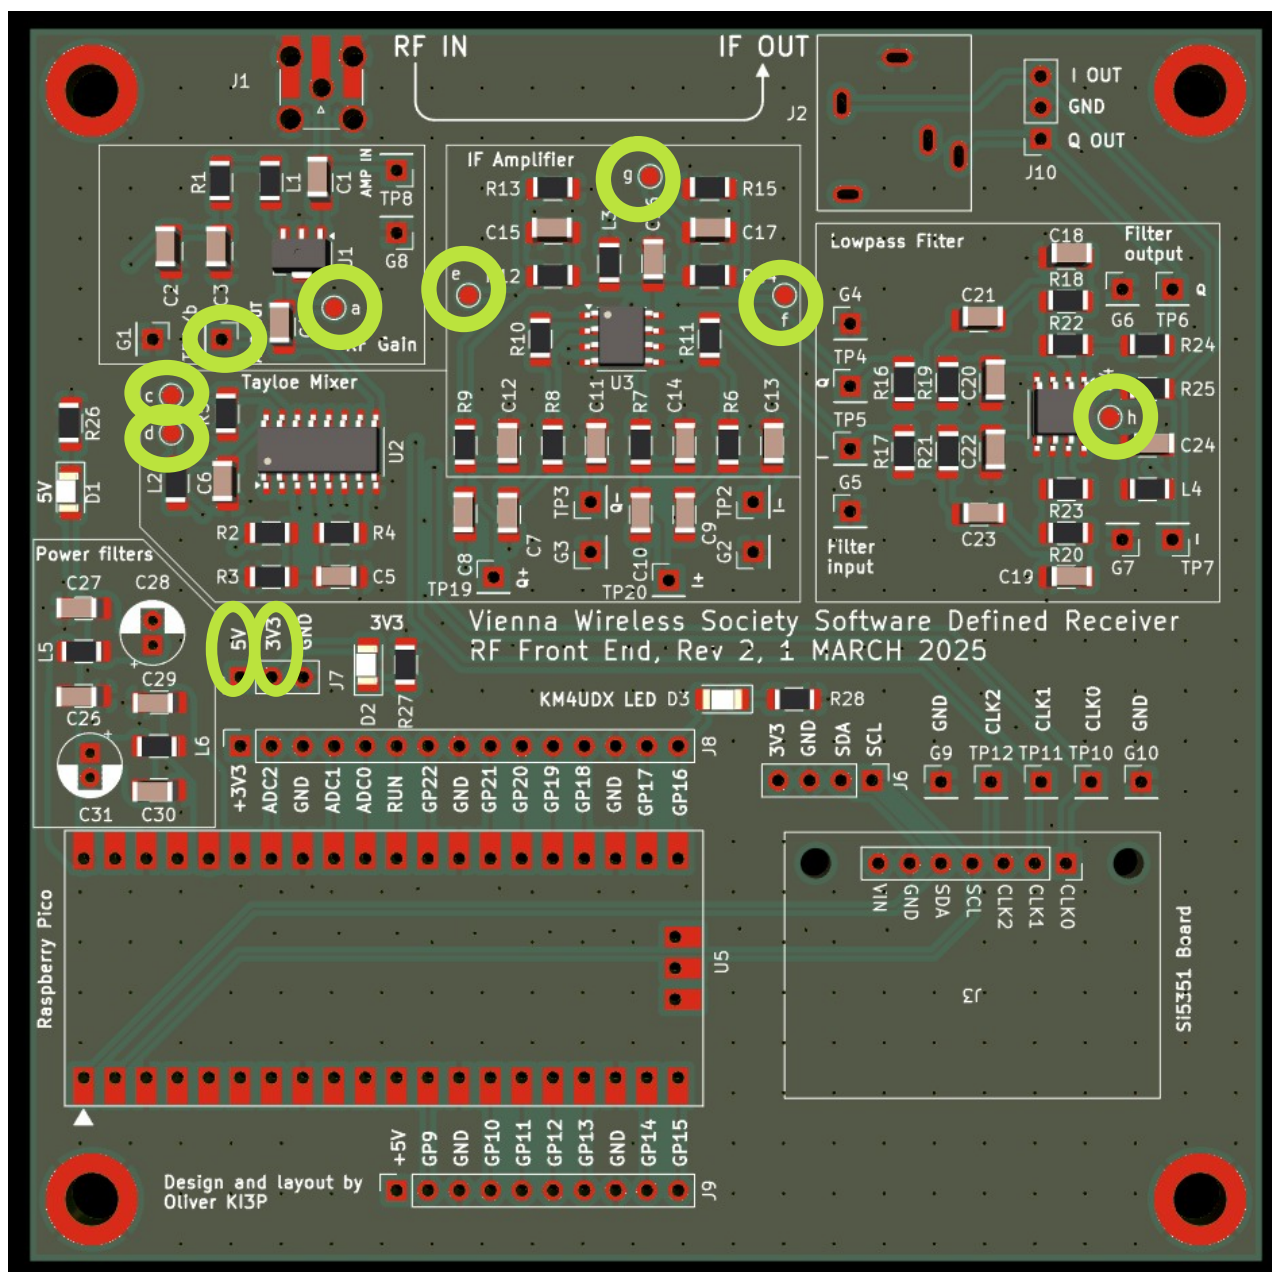 RF IN
IF OUT
J1
J2
I OUT
GND
Q OUT
J10
R1
L1
C1
AMP IN
TP8
G8
C2
C3
G1
a
RF Gain
IF Amplifier
g
R13
R15
C15
C17
L3
e
f
R10
R11
U3
R9
C12
R8
C11
R7
C14
R6
C13
Lowpass Filter
C18
Filter
output
R18
G4
C21
R22
G6
TP6
Q
TP4
R24
Q
R16
R19
C20
R25
TP5
h
I
R17
R21
C22
C24
G5
L4
R23
C23
Filter
input
R20
G7
TP7
I
C19
Tayloe Mixer
c
d
R26
U2
L2
C6
5V
D1
R2
R4
R3
C5
C8
C7
TP3
Q-
G3
C10
C9
TP2
I-
G2
TP19
Q+
TP20
I+
Power filters
C27
C28
L5
C29
L6
C31
C30
5V
3V3
GND
J7
3V3
D2
R27
Vienna Wireless Society Software Defined Receiver
RF Front End, Rev 2, 1 MARCH 2025
KM4UDX LED
D3
R28
J8
+3V3
ADC2
GND
ADC1
ADC0
RUN
GP22
GND
GP21
GP20
GP19
GP18
GND
GP17
GP16
3V3
GND
SDA
SCL
J6
GND
CLK2
CLK1
CLK0
GND
G9
TP12
TP11
TP10
G10
VIN
GND
SDA
SCL
CLK2
CLK1
CLK0
J3
Si5351 Board
Raspberry Pico
U5
+5V
GP9
GND
GP10
GP11
GP12
GP13
GND
GP14
GP15
J9
Design and layout by
Oliver KI3P